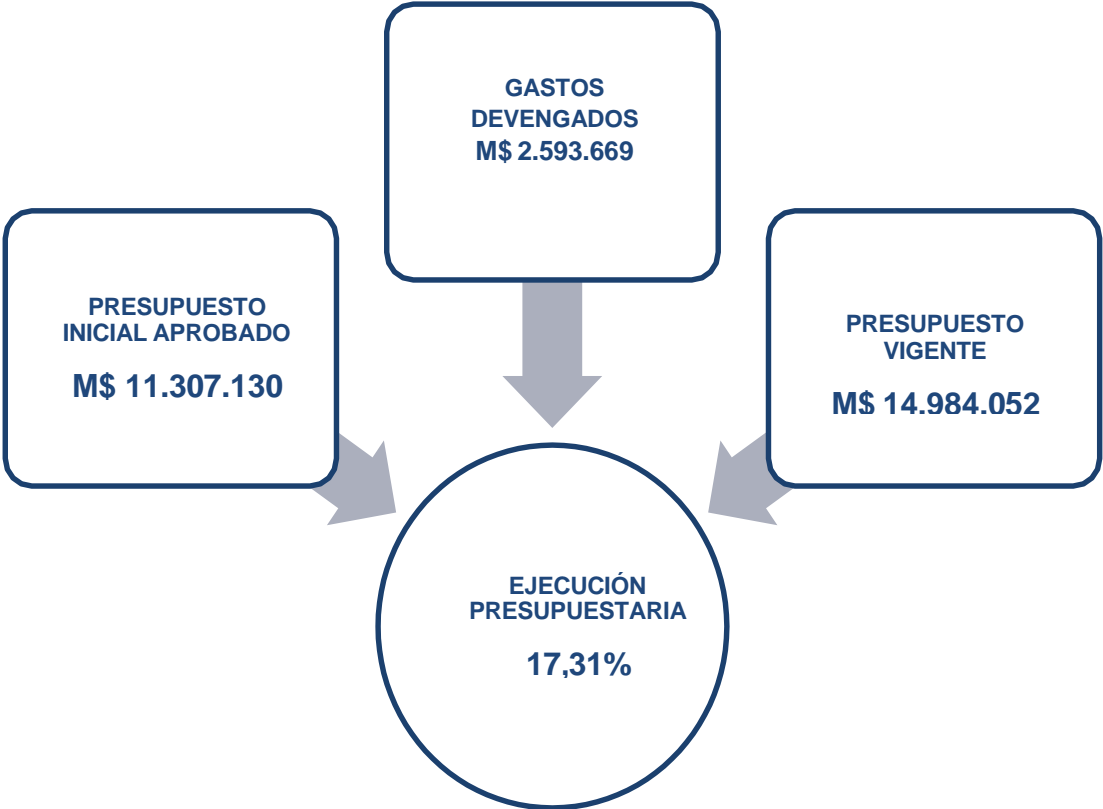 GASTOS
DEVENGADOS
M$ 2.593.669
PRESUPUESTO
INICIAL APROBADO
M$ 11.307.130
PRESUPUESTO
VIGENTE
M$ 14.984.052
EJECUCIÓN
PRESUPUESTARIA
17,31%